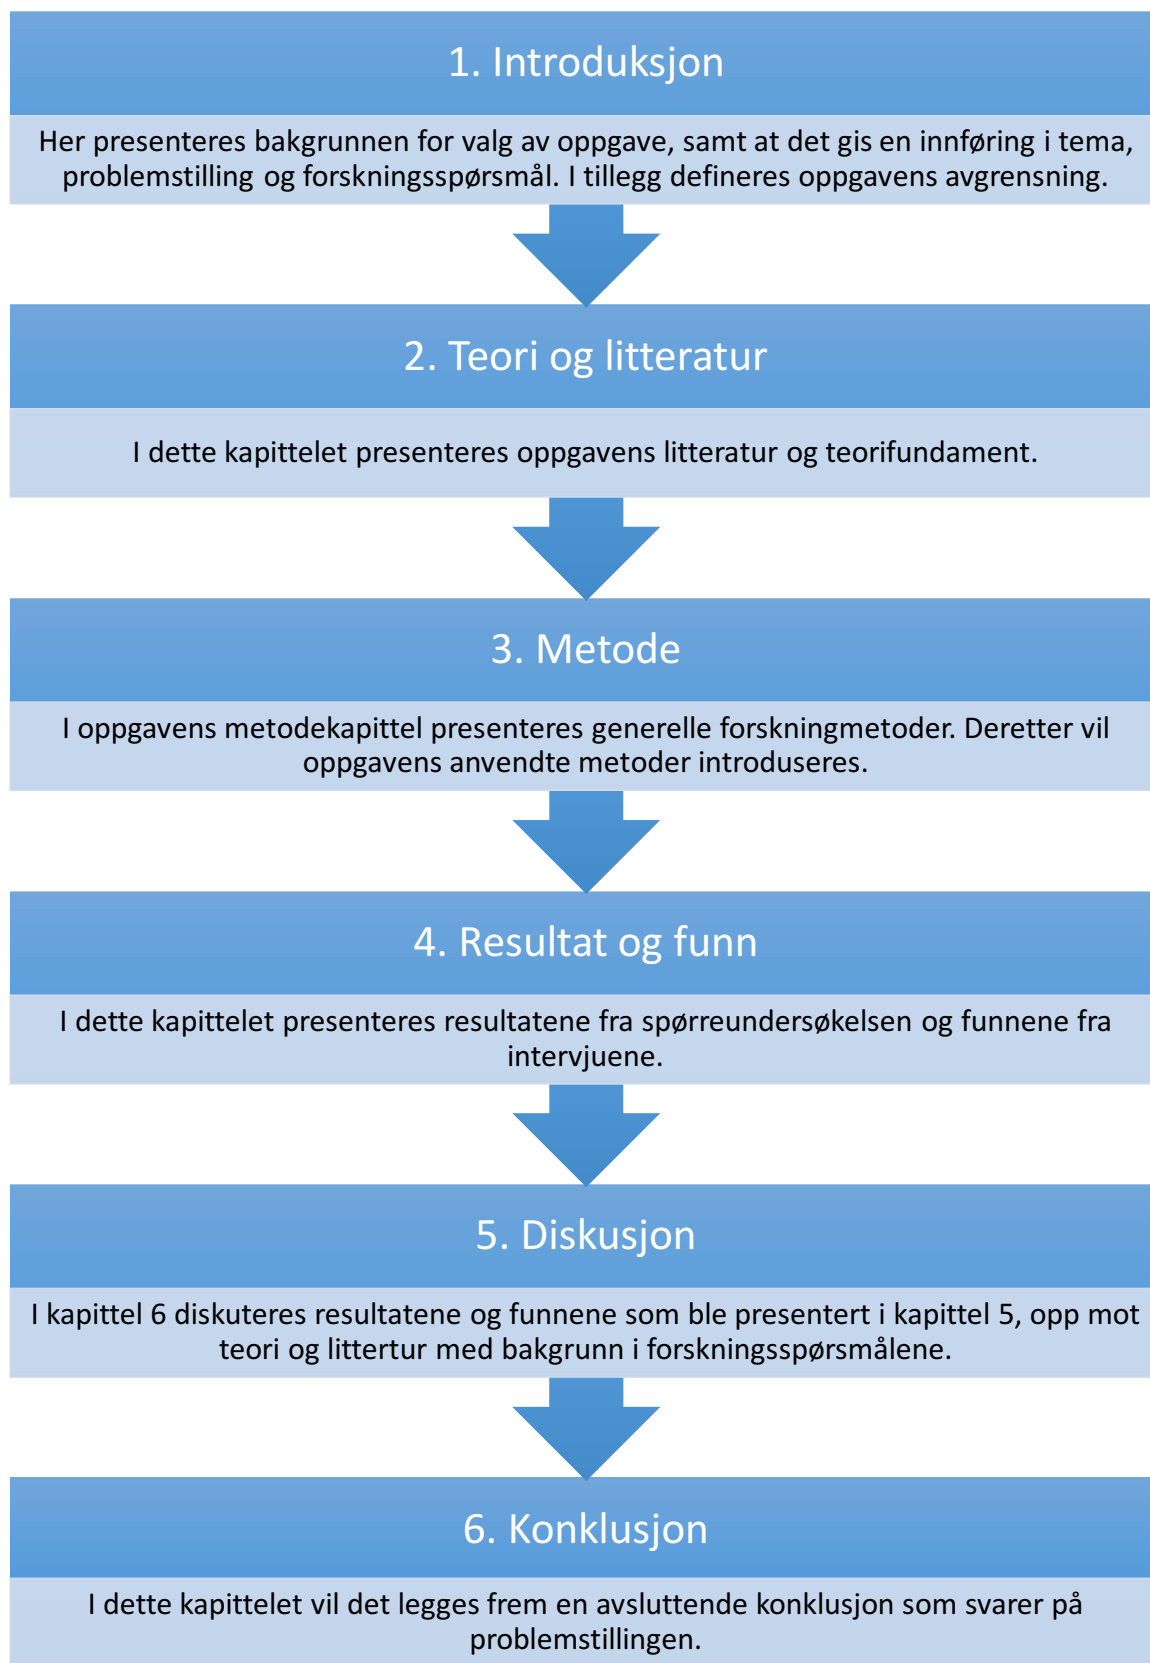 1. Introduksjon
Her presenteres bakgrunnen for valg av oppgave, samt at det gis en innføring i tema,
problemstilling og forskningsspørsmål. I tillegg defineres oppgavens avgrensning.
2. Teori og litteratur
I dette kapittelet presenteres oppgavens litteratur og teorifundament.
3. Metode
I oppgavens metodekapittel presenteres generelle forskningmetoder. Deretter vil
oppgavens anvendte metoder introduseres.
4. Resultat og funn
I dette kapittelet presenteres resultatene fra spørreundersøkelsen og funnene fra
intervjuene.
5. Diskusjon
I kapittel 6 diskuteres resultatene og funnene som ble presentert i kapittel 5, opp mot
teori og littertur med bakgrunn i forskningsspørsmålene.
6. Konklusjon
I dette kapittelet vil det legges frem en avsluttende konklusjon som svarer på
problemstillingen.